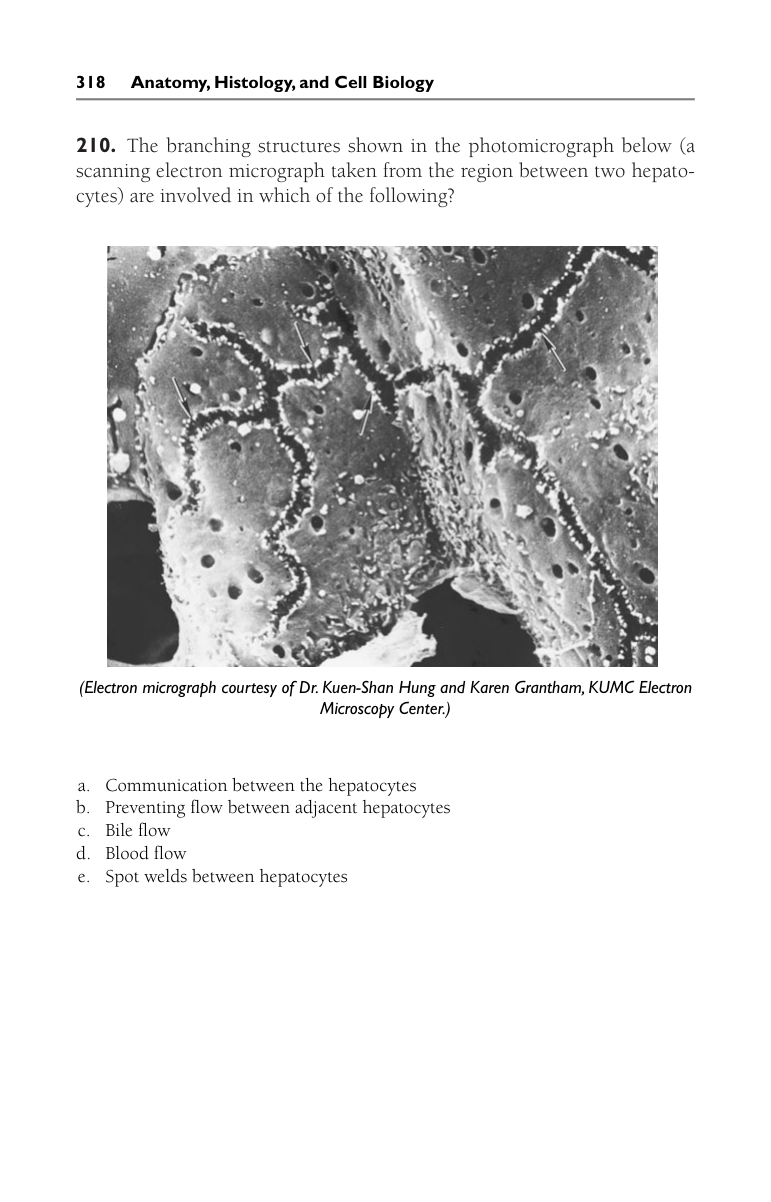 318 Anatomy, Histology, and Cell Biology
210. The branching structures shown in the photomicrograph below (a
scanning electron micrograph taken from the region between two hepato-
cytes) are involved in which of the following?
(Electron micrograph courtesy of Dr. Kuen-Shan Hung and Karen Grantham, KUMC Electron
Microscopy Center.)
a. Communication between the hepatocytes
b. Preventing flow between adjacent hepatocytes
c. Bile flow
d. Blood flow
e. Spot welds between hepatocytes